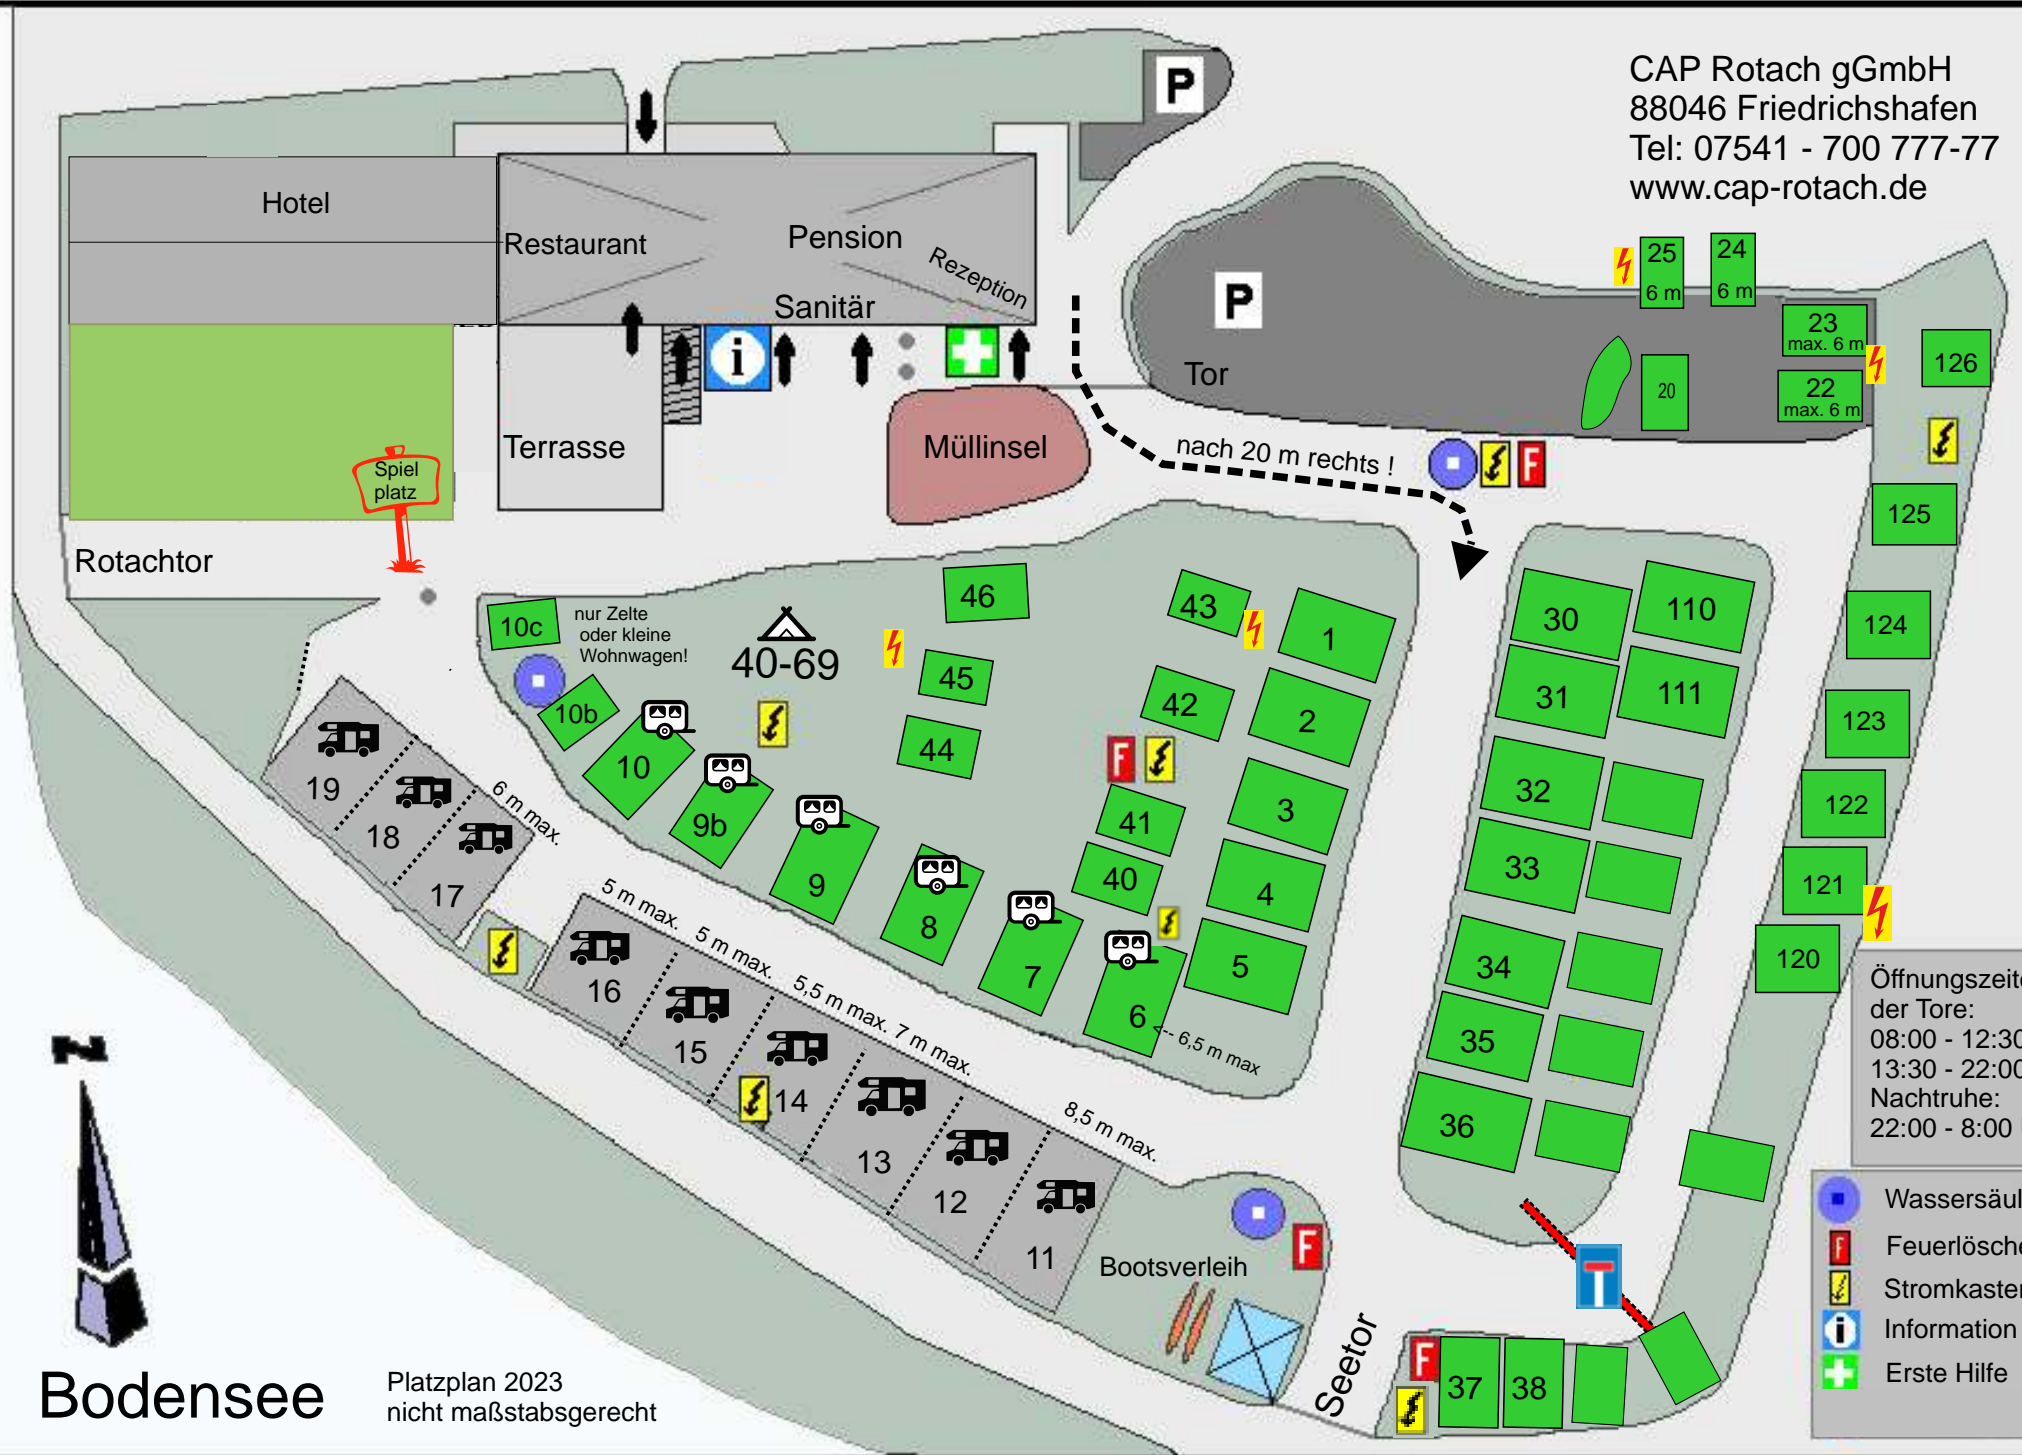 CAP Rotach gGmbH
88046 Friedrichshafen
Tel: 07541 - 700 777-77
www.cap-rotach.de
P
Hotel
Restaurant
Pension
Rezeption
Sanitär
P
i
Tor
25
6 m
24
6 m
23
max. 6 m
22
max. 6 m
20
126
Terrasse
Müllinsel
nach 20 m rechts !
F
Spiel
platz
125
Rotachtor
10c
nur Zelte
oder kleine
Wohnwagen!
40-69
46
43
1
30
110
124
45
42
2
31
111
123
10b
10
44
F
3
32
122
19
18
17
6 m max.
9b
9
41
40
4
33
121
8
7
6
6,5 m max
5
34
120
5 m max.
5 m max.
5,5 m max.
7 m max.
8,5 m max.
16
15
14
13
12
11
35
36
Öffnungszeite
der Tore:
08:00 - 12:30
13:30 - 22:00
Nachtruhe:
22:00 - 8:00
N
Wassersäul
F
Feuerlösche
Stromkasten
i
Information
Erste Hilfe
F
Bootsverleih
Seetor
F
37
38
Bodensee
Platzplan 2023
nicht maßstabsgerecht